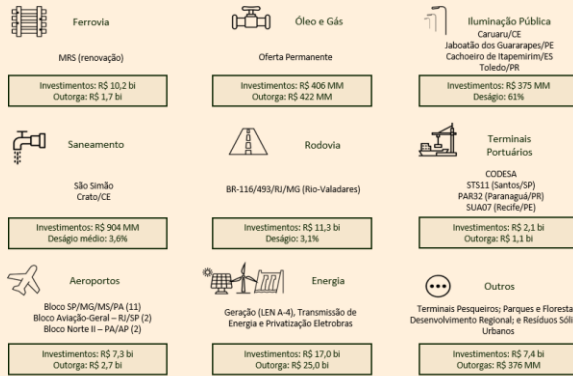 Ferrovia
MRS (renovação)
Investimentos: R$ 10,2 bi
Outorga: R$ 1,7 bi
Óleo e Gás
Oferta Permanente
Investimentos: R$ 406 MM
Outorga: R$ 422 MM
Iluminação Pública
Caruaru/CE
Jaboatão dos Guararapes/PE
Cachoeiro de Itapemirim/ES
Toledo/PR
Investimentos: R$ 375 MM
Deságio: 61%
Saneamento
São Simão
Crato/CE
Investimentos: R$ 904 MM
Deságio médio: 3,6%
Rodovia
BR-116/493/RJ/MG (Rio-Valadares)
Investimentos: R$ 11,3 bi
Deságio: 3,1%
Terminais
Portuários
CODESA
STS11 (Santos/SP)
PAR32 (Paranaguá/PR)
SUA07 (Recife/PE)
Investimentos: R$ 2,1 bi
Outorga: R$ 1,1 bi
Aeroportos
Bloco SP/MG/MS/PA (11)
Bloco Aviação-Geral – RJ/SP (2)
Bloco Norte II – PA/AP (2)
Investimentos: R$ 7,3 bi
Outorga: R$ 2,7 bi
Energia
Geração (LEN A-4), Transmissão de
Energia e Privatização Eletrobras
Investimentos: R$ 17,0 bi
Outorga: R$ 25,0 bi
Outros
Terminais Pesqueiros; Parques e Floresta
Desenvolvimento Regional; e Resíduos Sóli
Urbanos
Investimentos: R$ 7,4 bi
Outorgas: R$ 376 MM